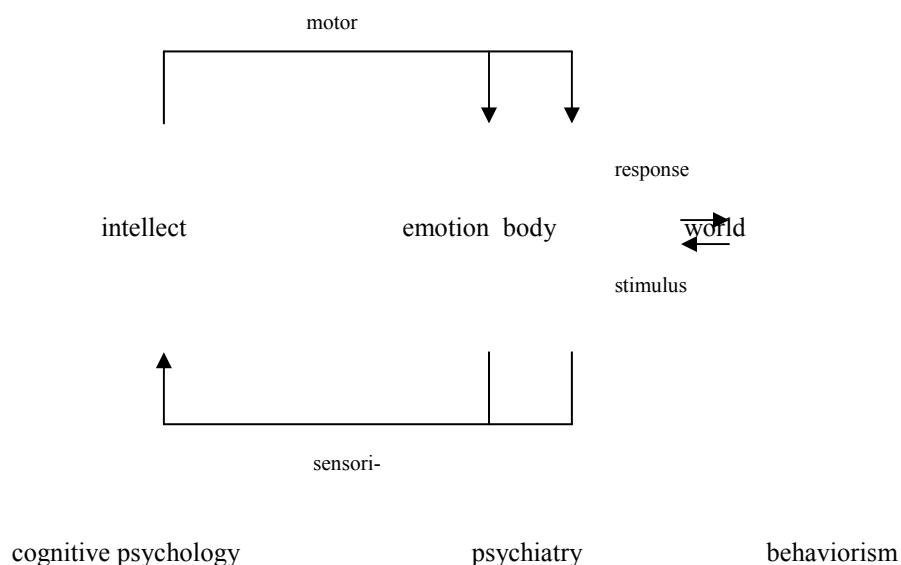 motor
response
intellect emotion body world
stimulus
sensori-
cognitive psychology psychiatry behaviorism